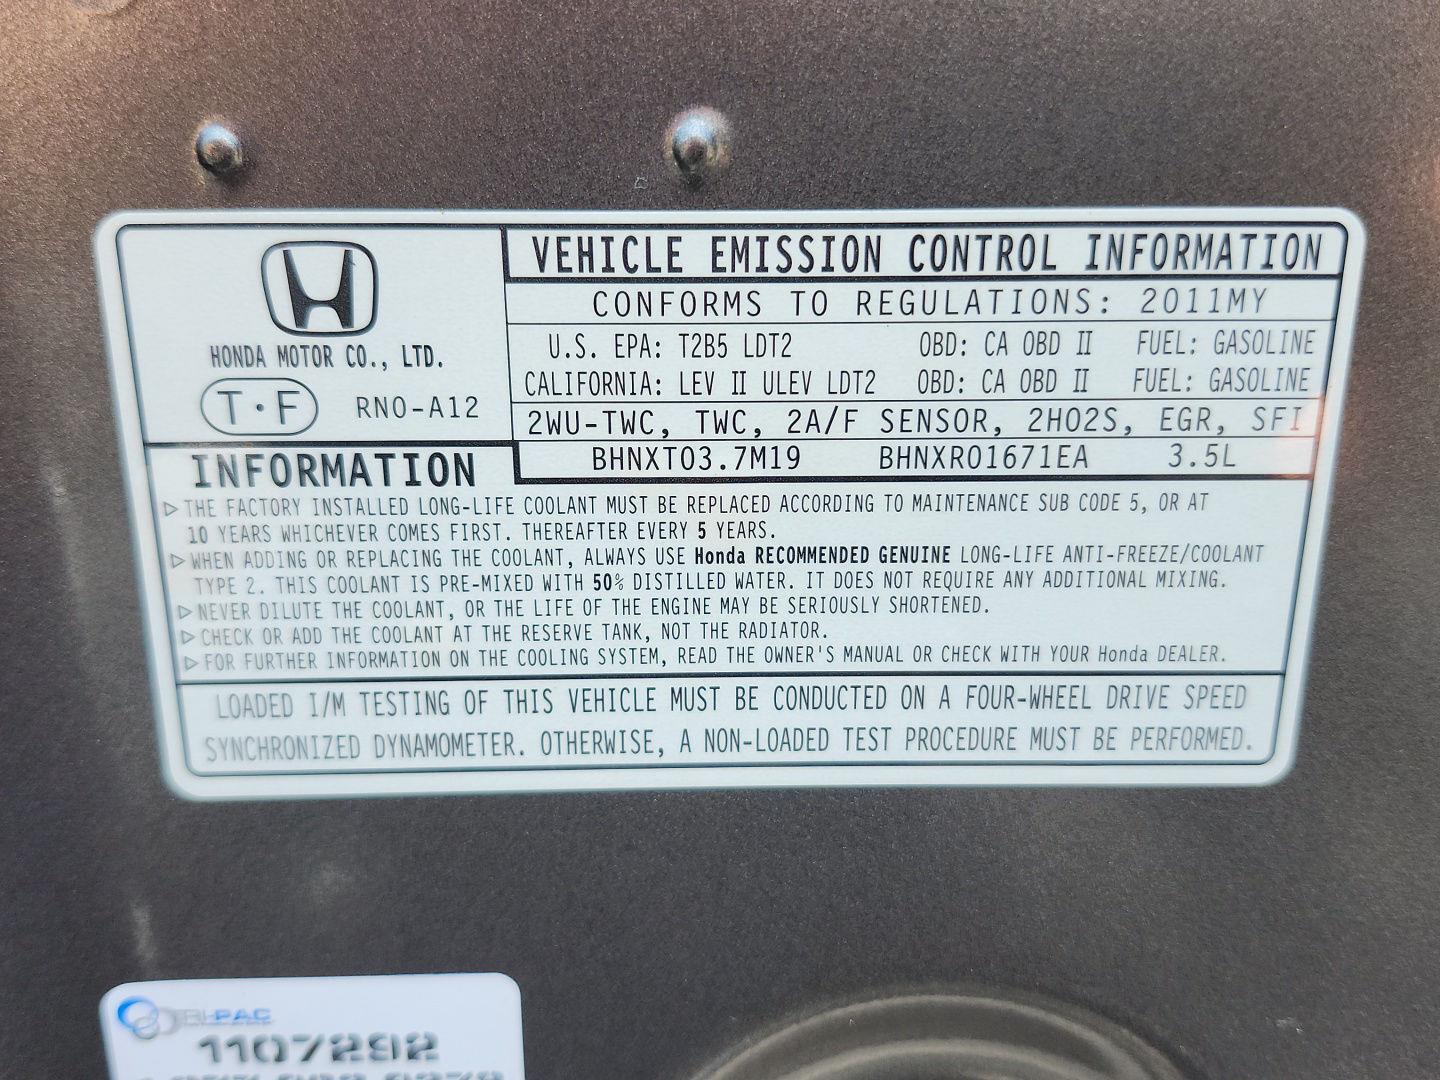 VEHICLE EMISSION CONTROL INFORMATION
CONFORMS TO REGULATIONS: 2011MY
HONDA MOTOR CO., LTD.
U.S. EPA: T2B5 LDT2 OBD: CA OBD II FUEL: GASOLINE
CALIFORNIA: LEV II ULEV LDT2 OBD: CA OBD II FUEL: GASOLINE
T·F RN0-A12
2WU-TWC, TWC, 2A/F SENSOR, 2HO2S, EGR, SFI
BHNXT03.7M19 BHNXR01671EA 3.5L
INFORMATION
▷THE FACTORY INSTALLED LONG-LIFE COOLANT MUST BE REPLACED ACCORDING TO MAINTENANCE SUB CODE 5, OR AT
10 YEARS WHICHEVER COMES FIRST. THEREAFTER EVERY 5 YEARS.
▷WHEN ADDING OR REPLACING THE COOLANT, ALWAYS USE Honda RECOMMENDED GENUINE LONG-LIFE ANTI-FREEZE/COOLANT
TYPE 2. THIS COOLANT IS PRE-MIXED WITH 50% DISTILLED WATER. IT DOES NOT REQUIRE ANY ADDITIONAL MIXING.
▷NEVER DILUTE THE COOLANT, OR THE LIFE OF THE ENGINE MAY BE SERIOUSLY SHORTENED.
▷CHECK OR ADD THE COOLANT AT THE RESERVE TANK, NOT THE RADIATOR.
▷FOR FURTHER INFORMATION ON THE COOLING SYSTEM, READ THE OWNER'S MANUAL OR CHECK WITH YOUR Honda DEALER.
LOADED I/M TESTING OF THIS VEHICLE MUST BE CONDUCTED ON A FOUR-WHEEL DRIVE SPEED
SYNCHRONIZED DYNAMOMETER. OTHERWISE, A NON-LOADED TEST PROCEDURE MUST BE PERFORMED.
1107292